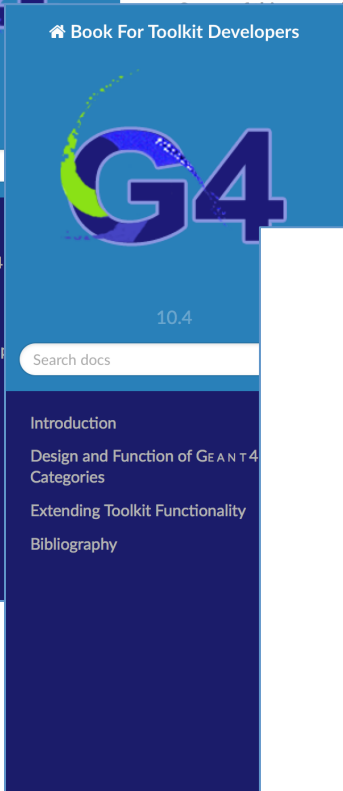 Book For Toolkit Developers
G4
10.4
Search docs
Introduction
Design and Function of GEANT4
Categories
Extending Toolkit Functionality
Bibliography